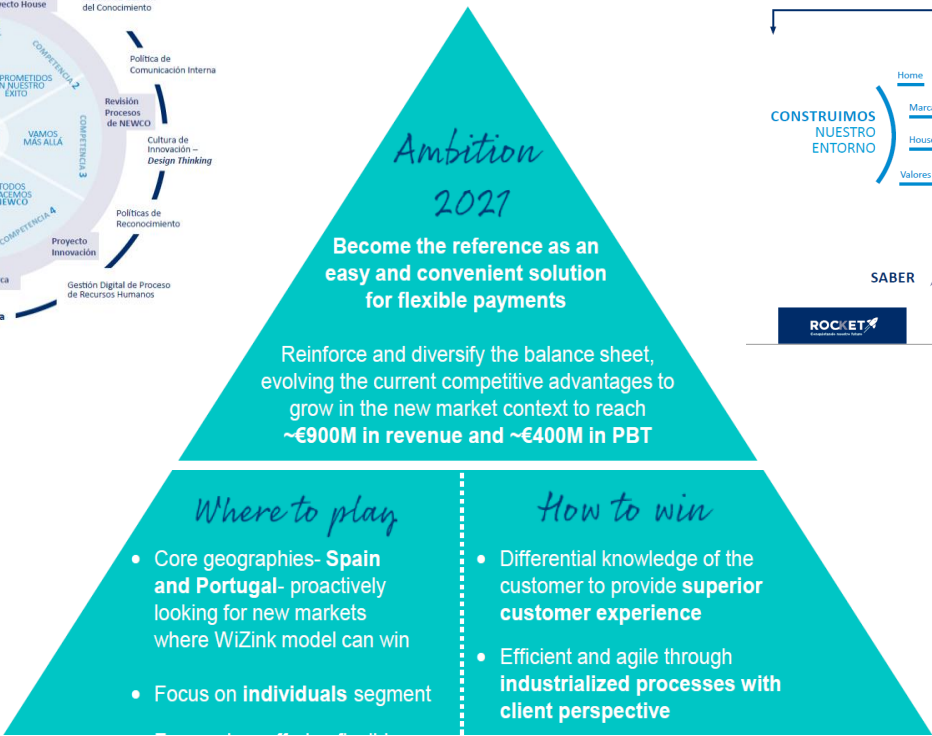 yecto House
del Conocimiento
Política de
Comunicación Interna
COMPETENCIA 2
PROMETIDOS
N NUESTRO
ÉXITO
Revisión
Procesos
de NEWCO
VAMOS
MÁS ALLÁ
COMPETENCIA 3
Cultura de
Innovación –
Design Thinking
TODOS
ACEMOS
NEWCO
COMPETENCIA 4
Políticas de
Reconocimiento
Proyecto
Innovación
ca
Gestión Digital de Proceso
de Recursos Humanos
a
Ambition
2021
Become the reference as an
easy and convenient solution
for flexible payments
Reinforce and diversify the balance sheet,
evolving the current competitive advantages to
grow in the new market context to reach
~€900M in revenue and ~€400M in PBT
Where to play
• Core geographies- Spain
and Portugal- proactively
looking for new markets
where WiZink model can win
• Focus on individuals segment
How to win
• Differential knowledge of the
customer to provide superior
customer experience
• Efficient and agile through
industrialized processes with
client perspective
CONSTRUIMOS
NUESTRO
ENTORNO
Home
Marca
House
Valores
SABER
ROCKET